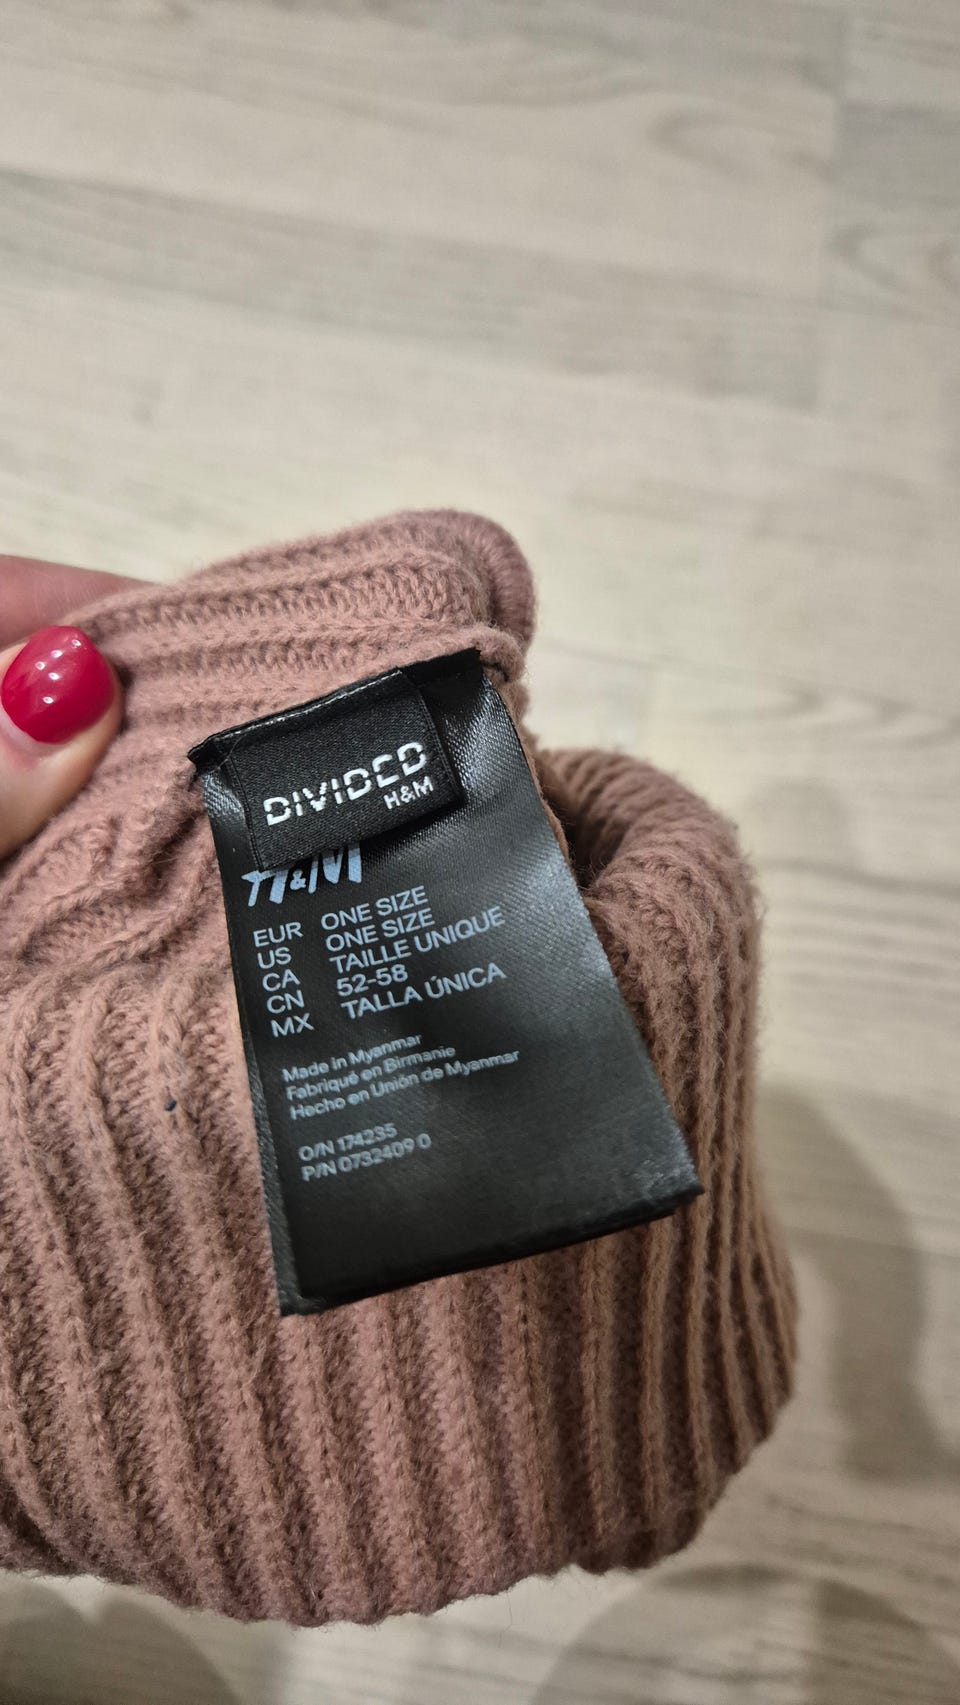 DIVIDED
H&M
H&M
EUR ONE SIZE
US ONE SIZE
CA TAILLE UNIQUE
CN 52-58
MX TALLA ÚNICA
Made in Myanmar
Fabriqué en Birmanie
Hecho en Unión de Myanmar
O/N 174235
P/N 0732409 0